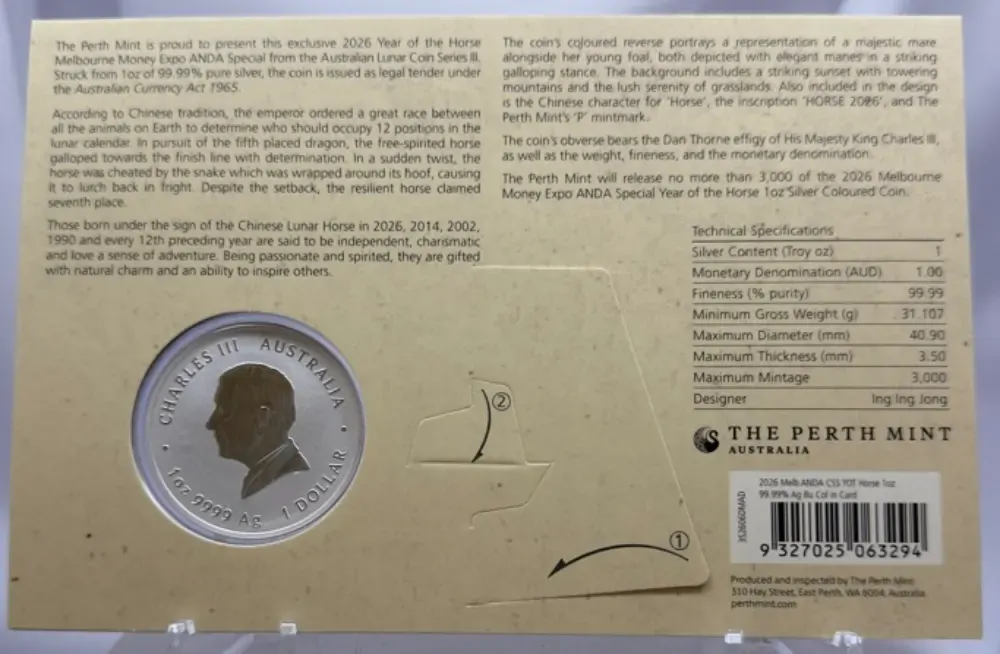 The Perth Mint is proud to present this exclusive 2026 Year of the Horse
Melbourne Money Expo ANDA Special from the Australian Lunar Coin Series III.
Struck from 1oz of 99.99% pure silver, the coin is issued as legal tender under
the Australian Currency Act 1965.
According to Chinese tradition, the emperor ordered a great race between
all the animals on Earth to determine who should occupy 12 positions in the
lunar calendar. In pursuit of the fifth placed dragon, the free-spirited horse
galloped towards the finish line with determination. In a sudden twist, the
horse was cheated by the snake which was wrapped around its hoof, causing
it to lurch back in fright. Despite the setback, the resilient horse claimed
seventh place.
Those born under the sign of the Chinese Lunar Horse in 2026, 2014, 2002,
1990 and every 12th preceding year are said to be independent, charismatic
and love a sense of adventure. Being passionate and spirited, they are gifted
with natural charm and an ability to inspire others.
The coin's coloured reverse portrays a representation of a majestic mare
alongside her young foal, both depicted with elegant manes in a striking
galloping stance. The background includes a striking sunset with towering
mountains and the lush serenity of grasslands. Also included in the design
is the Chinese character for 'Horse', the inscription 'HORSE 2026', and The
Perth Mint's 'P' mintmark.
The coin's obverse bears the Dan Thorne effigy of His Majesty King Charles III,
as well as the weight, fineness, and the monetary denomination.
The Perth Mint will release no more than 3,000 of the 2026 Melbourne
Money Expo ANDA Special Year of the Horse 1oz Silver Coloured Coin.
Technical Specifications
Silver Content (Troy oz) 1
Monetary Denomination (AUD) 1.00
Fineness (% purity) 99.99
Minimum Gross Weight (g) 31.107
Maximum Diameter (mm) 40.90
Maximum Thickness (mm) 3.50
Maximum Mintage 3,000
Designer Ing Ing Jong
THE PERTH MINT
AUSTRALIA
CHARLES III AUSTRALIA
1oz 9999 Ag 1 DOLLAR
②
①
2026 Melb.ANDA CS3 YOT Horse 1oz
99.99% Ag Bu Col in Card
3S2606DMAD
9 327025 063294
Produced and inspected by The Perth Mint
310 Hay Street, East Perth, WA 6004, Australia
perthmint.com